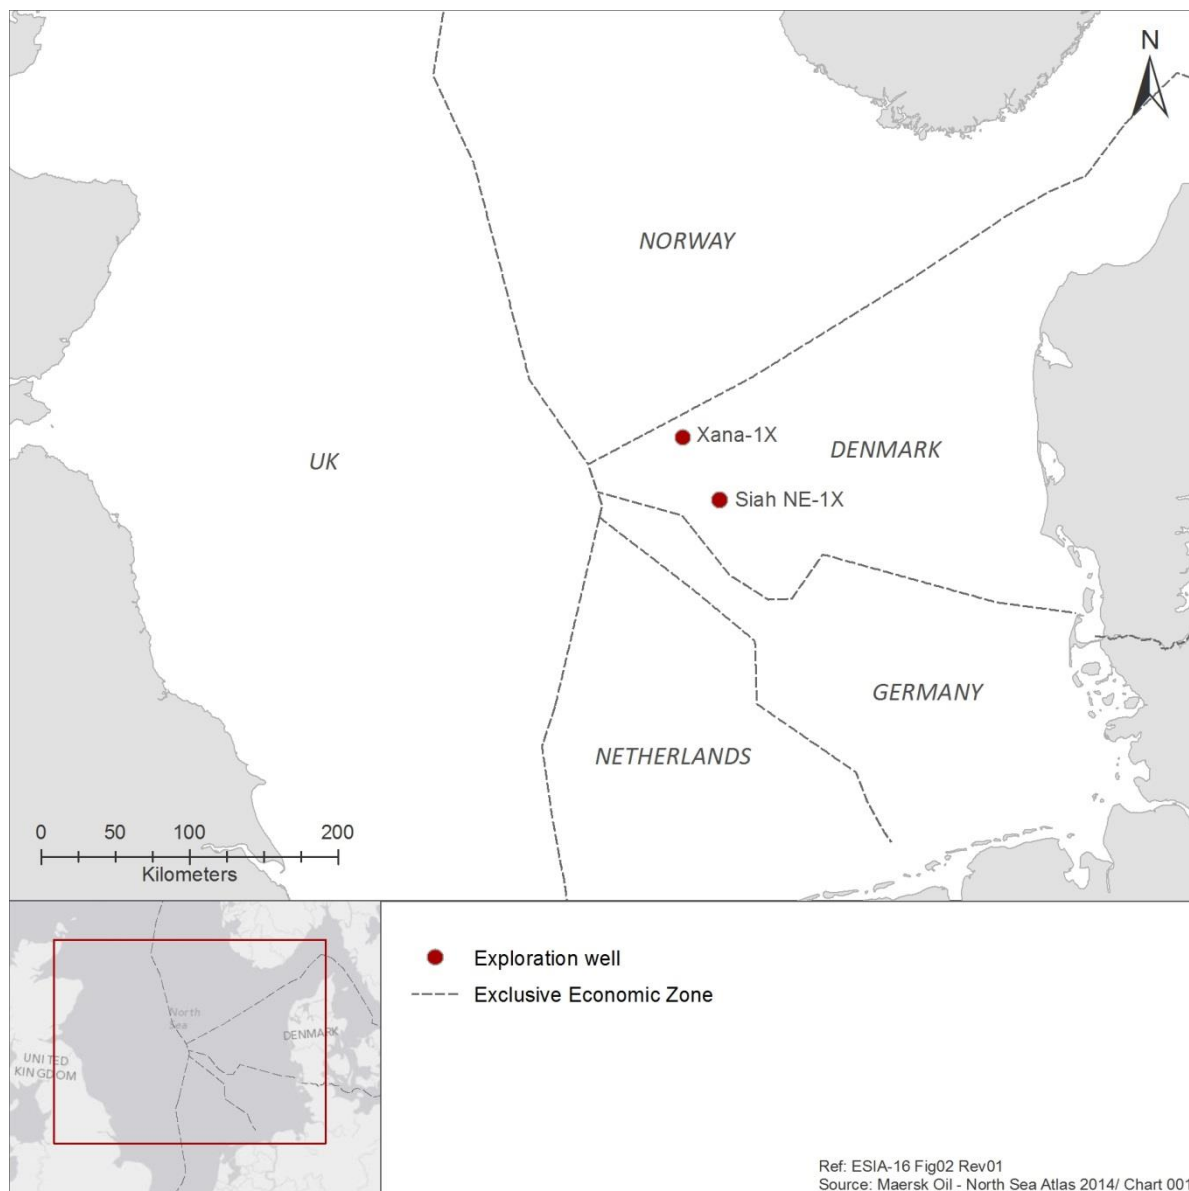 N
NORWAY
Xana-1X
DENMARK
UK
Siah NE-1X
GERMANY
NETHERLANDS
0 50 100 200
Kilometers
North
Sea
DENMARK
UNITED
KINGDOM
Exploration well
Exclusive Economic Zone
Ref: ESIA-16 Fig02 Rev01
Source: Maersk Oil - North Sea Atlas 2014/ Chart 001